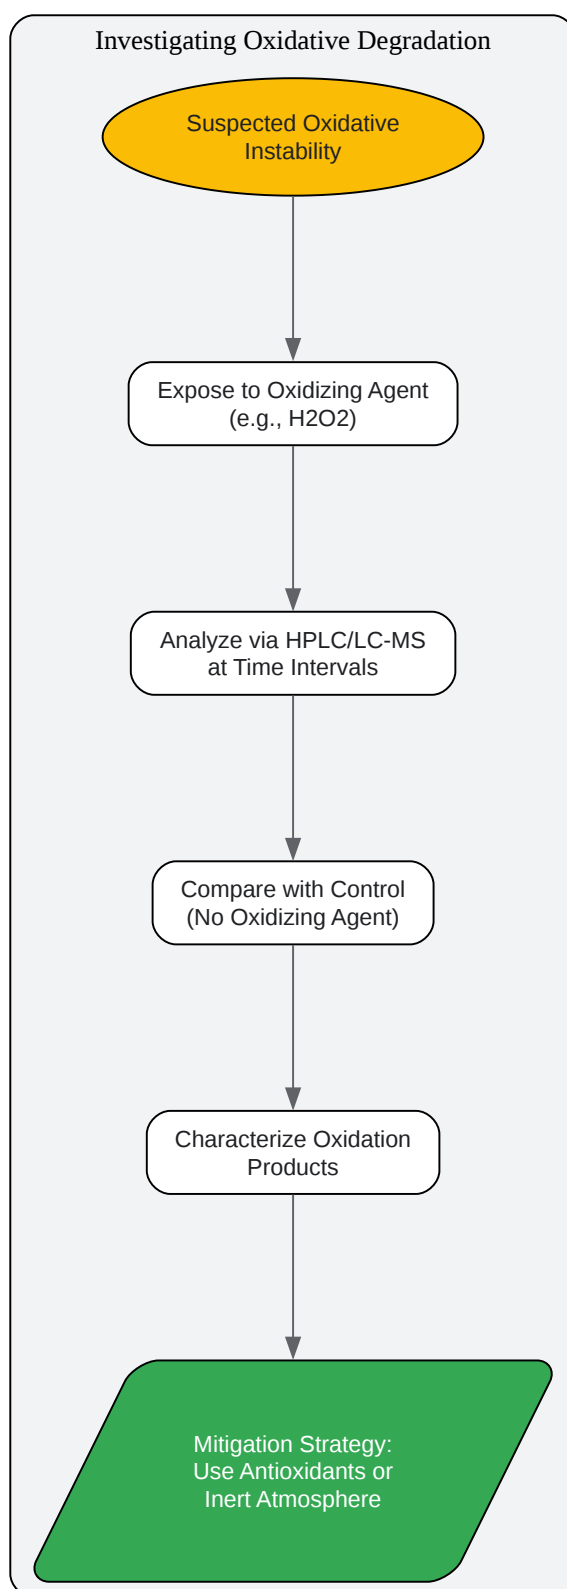 Investigating Oxidative Degradation
Suspected Oxidative
Instability
Expose to Oxidizing Agent
(e.g., H2O2)
Analyze via HPLC/LC-MS
at Time Intervals
Compare with Control
(No Oxidizing Agent)
Characterize Oxidation
Products
Mitigation Strategy:
Use Antioxidants or
Inert Atmosphere